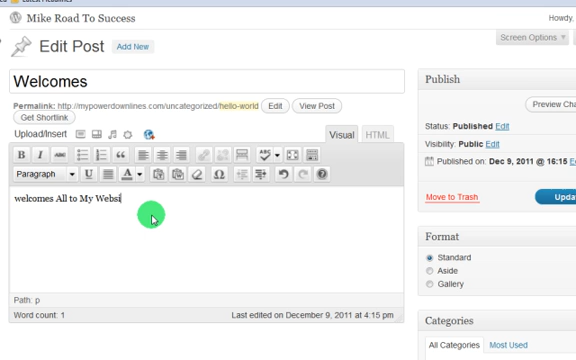 Mike Road To Success
Howdy,
Screen Options
Edit Post Add New
Welcomes
Permalink: http://mypowerdownlines.com/uncategorized/hello-world Edit View Post
Get Shortlink
Upload/Insert Visual HTML
B I ABC
Paragraph U A Ω
welcomes All to My Websi
Path: p
Word count: 1 Last edited on December 9, 2011 at 4:15 pm
Publish
Preview Cha
Status: Published Edit
Visibility: Public Edit
Published on: Dec 9, 2011 @ 16:15 E
Move to Trash Upda
Format
Standard
Aside
Gallery
Categories
All Categories Most Used